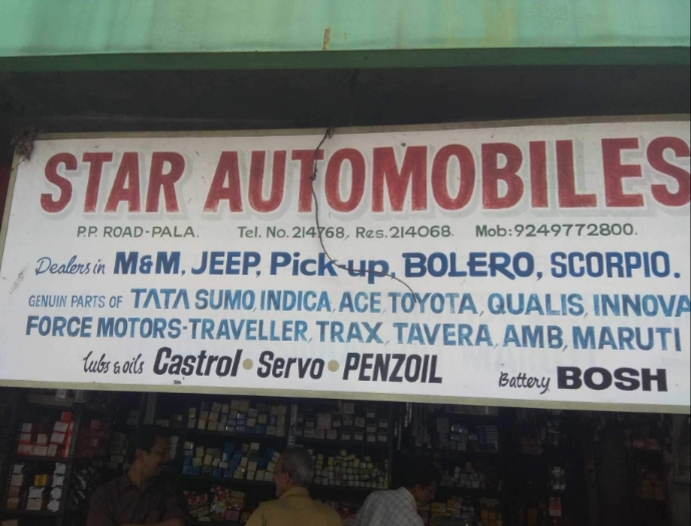 STAR AUTOMOBILES
P.P. ROAD-PALA. Tel. No. 214768, Res. 214068. Mob: 9249772800.
Dealers in M&M, JEEP, Pick-up, BOLERO, SCORPIO.
GENUIN PARTS OF TATA SUMO, INDICA, ACE TOYOTA, QUALIS, INNOVA
FORCE MOTORS-TRAVELLER, TRAX, TAVERA, AMB, MARUTI
Lubs & oils Castrol • Servo • PENZOIL
Battery BOSH